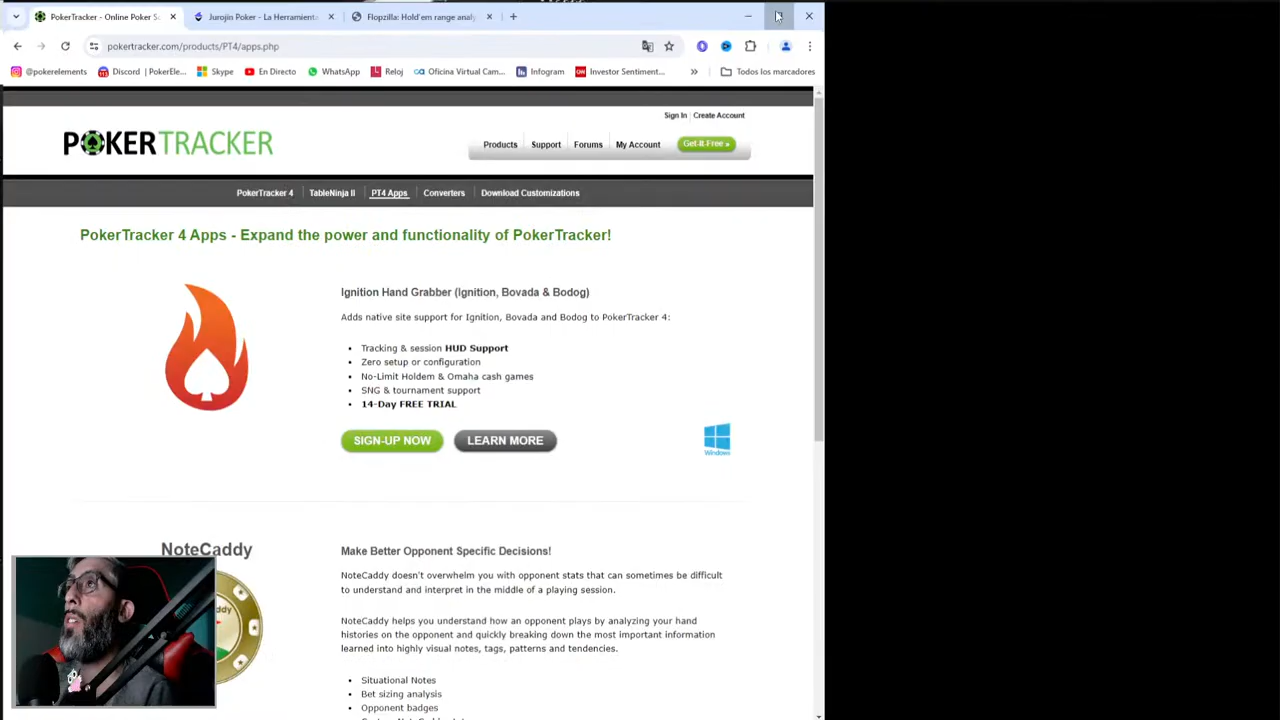 PokerTracker - Online Poker Sc
Jurojin Poker - La Herramienta
Flopzilla: Hold'em range analy
pokertracker.com/products/PT4/apps.php
@pokerelements
Discord | PokerEle...
Skype
En Directo
WhatsApp
Reloj
Oficina Virtual Cam...
Infogram
Investor Sentiment...
»
Todos los marcadores
Sign In
Create Account
POKERTRACKER
Products
Support
Forums
My Account
Get It Free »
PokerTracker 4
TableNinja II
PT4 Apps
Converters
Download Customizations
PokerTracker 4 Apps - Expand the power and functionality of PokerTracker!
Ignition Hand Grabber (Ignition, Bovada & Bodog)
Adds native site support for Ignition, Bovada and Bodog to PokerTracker 4:
Tracking & session HUD Support
Zero setup or configuration
No-Limit Holdem & Omaha cash games
SNG & tournament support
14-Day FREE TRIAL
SIGN-UP NOW
LEARN MORE
Windows
NoteCaddy
Make Better Opponent Specific Decisions!
NoteCaddy doesn't overwhelm you with opponent stats that can sometimes be difficult
to understand and interpret in the middle of a playing session.
NoteCaddy helps you understand how an opponent plays by analyzing your hand
histories on the opponent and quickly breaking down the most important information
learned into highly visual notes, tags, patterns and tendencies.
Situational Notes
Bet sizing analysis
Opponent badges